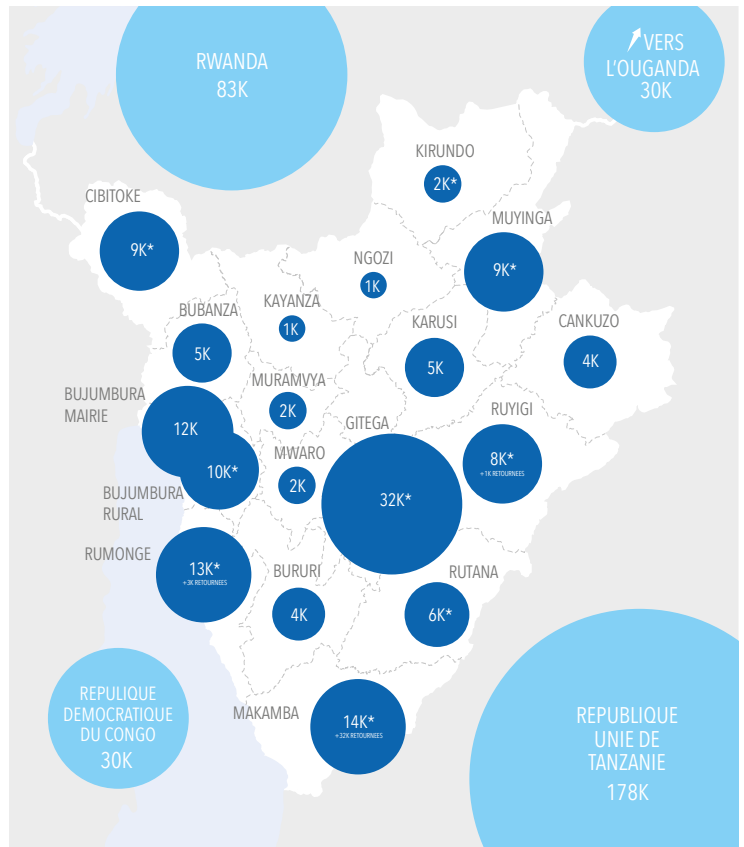 RWANDA
83K
VERS
L'OUGANDA
30K
KIRUNDO
2K*
CIBITOKE
9K*
MUYINGA
9K*
NGOZI
1K
KAYANZA
1K
BUBANZA
5K
KARUSI
5K
CANKUZO
4K
MURAMVYA
2K
BUJUMBURA
MAIRIE
12K
GITEGA
32K*
RUYIGI
8K*
+1K RETOURNEES
MWARO
2K
10K*
BUJUMBURA
RURAL
RUMONGE
13K*
+3K RETOURNEES
BURURI
4K
RUTANA
6K*
MAKAMBA
14K*
+32K RETOURNEES
REPULIQUE
DEMOCRATIQUE
DU CONGO
30K
REPUBLIQUE
UNIE DE
TANZANIE
178K